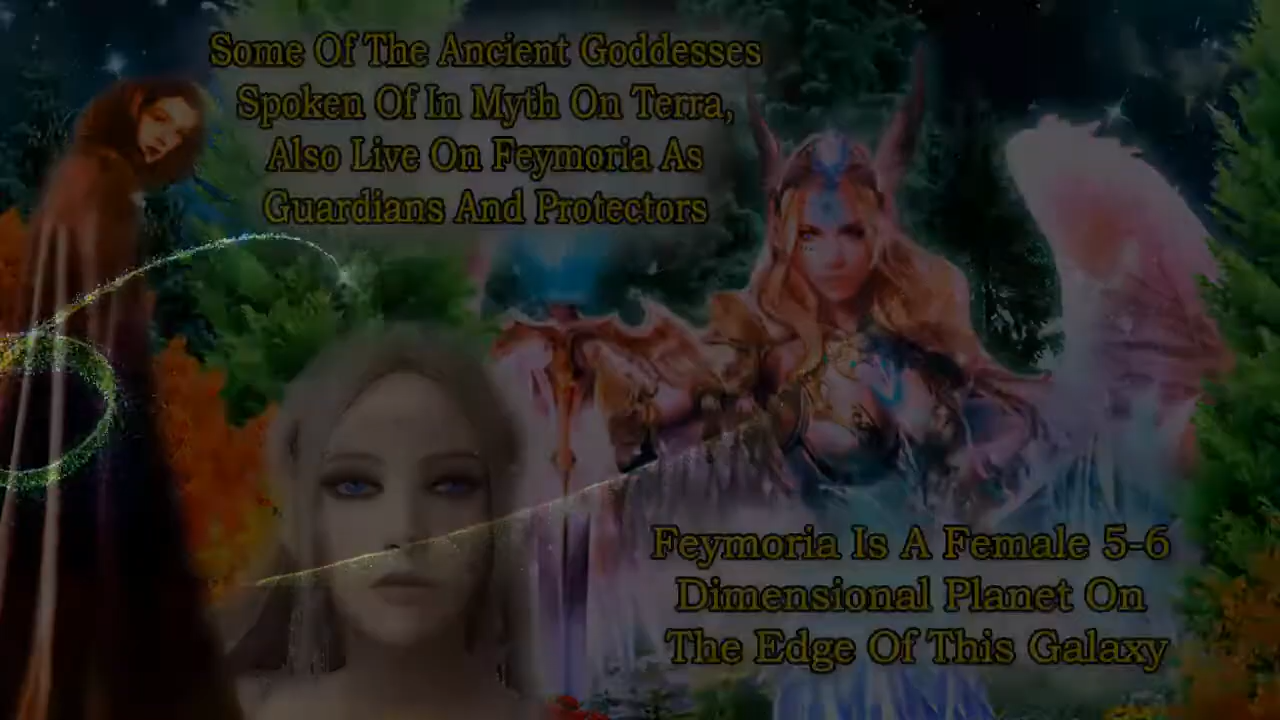 Some Of The Ancient Goddesses
Spoken Of In Myth On Terra,
Also Live On Feymoria As
Guardians And Protectors
Feymoria Is A Female 5-6
Dimensional Planet On
The Edge Of This Galaxy